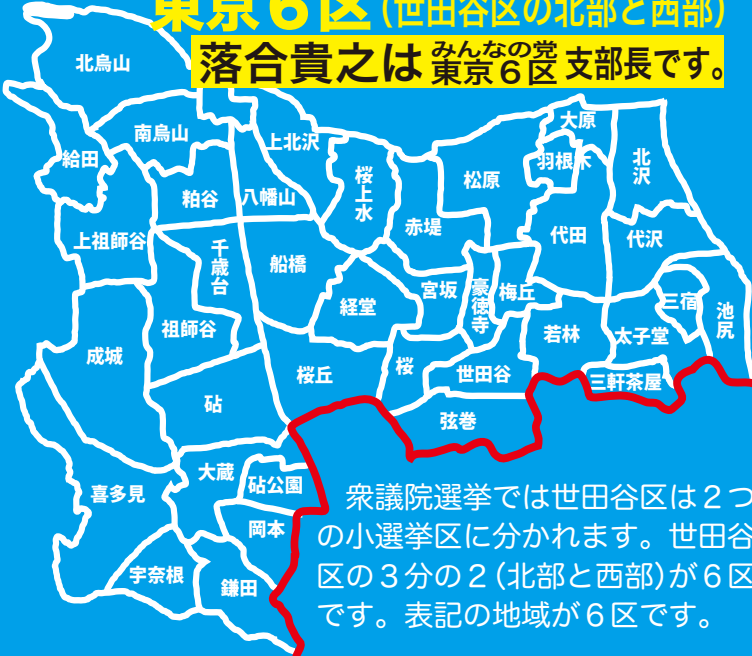 東京６区(世田谷区の北部と西部)
落合貴之は みんなの党 東京６区 支部長です。
北烏山
大原
南烏山
上北沢
給田
羽根木
北沢
桜上水
松原
粕谷
八幡山
赤堤
代田
代沢
上祖師谷
千歳台
船橋
宮坂
豪徳寺
梅丘
三宿
池尻
経堂
祖師谷
若林
太子堂
成城
桜丘
桜
世田谷
三軒茶屋
砧
弦巻
大蔵
砧公園
喜多見
岡本
宇奈根
鎌田
衆議院選挙では世田谷区は２つ
の小選挙区に分かれます。世田谷
区の３分の２(北部と西部)が６区
です。表記の地域が６区です。